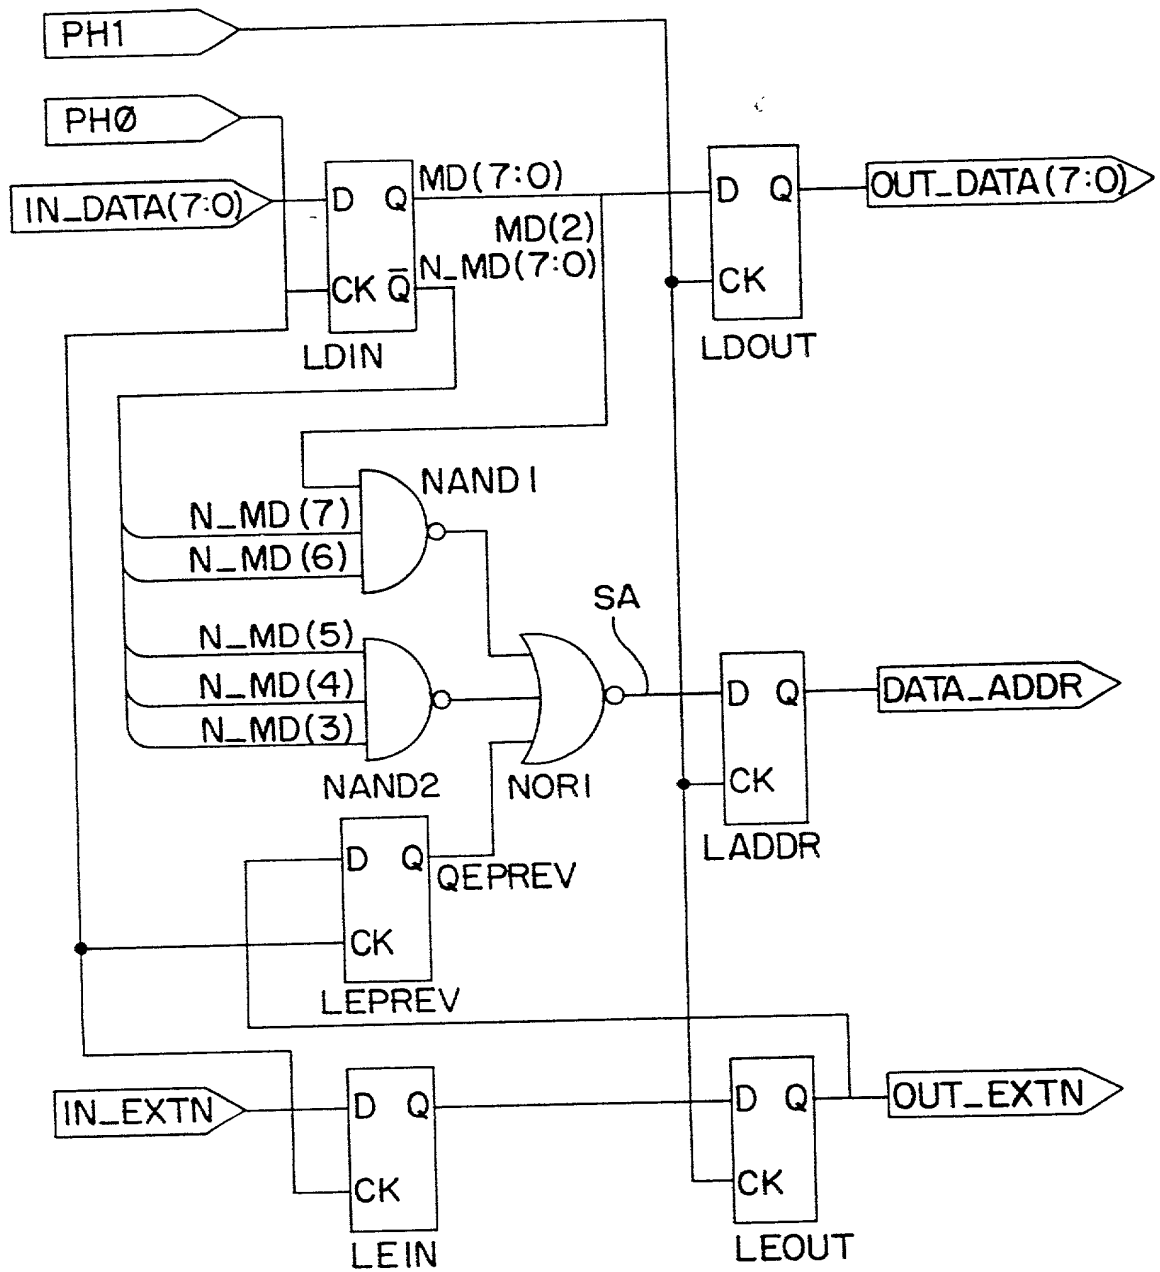 PH1
PHØ
IN_DATA(7:0)
D Q
MD(7:0)
D Q
OUT_DATA(7:0)
MD(2)
CK Q̅
N_MD(7:0)
CK
LDIN
LDOUT
NAND1
N_MD(7)
N_MD(6)
SA
N_MD(5)
N_MD(4)
N_MD(3)
D Q
DATA_ADDR
NAND2
NOR1
CK
LADDR
D Q
QEPREV
CK
LEPREV
IN_EXTN
D Q
D Q
OUT_EXTN
CK
CK
LEIN
LEOUT